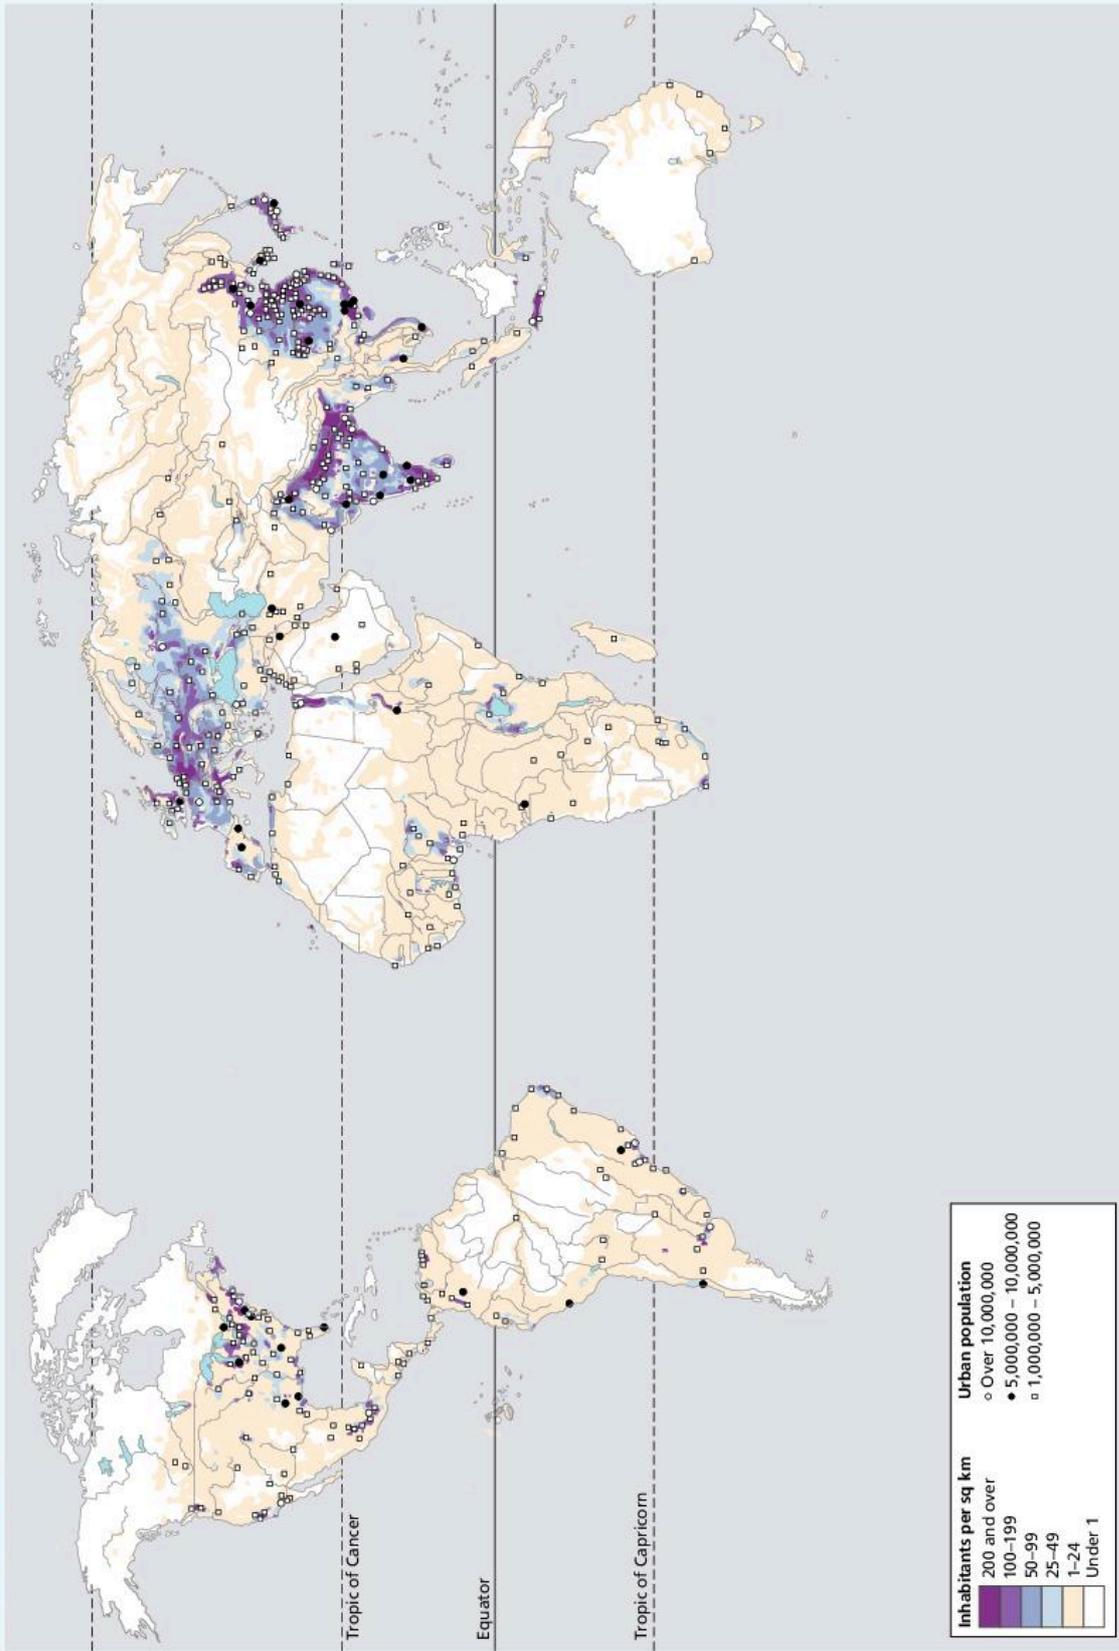 Tropic of Cancer
Equator
Tropic of Capricorn
Inhabitants per sq km
200 and over
100–199
50–99
25–49
1–24
Under 1
Urban population
Over 10,000,000
5,000,000 – 10,000,000
1,000,000 – 5,000,000